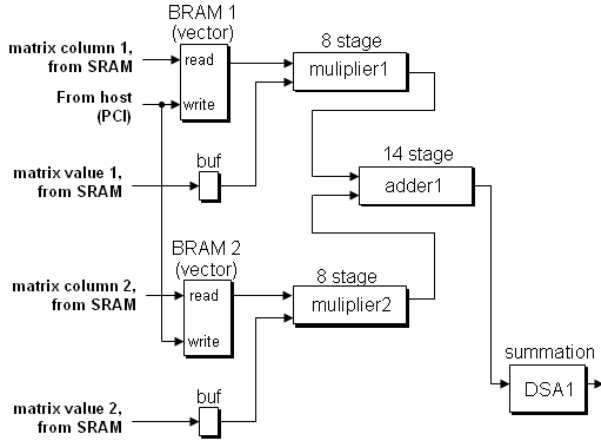 BRAM 1
(vector)
matrix column 1,
from SRAM
read
From host
(PCI)
write
8 stage
muliplier1
buf
matrix value 1,
from SRAM
14 stage
adder1
BRAM 2
(vector)
matrix column 2,
from SRAM
read
write
8 stage
muliplier2
summation
DSA1
buf
matrix value 2,
from SRAM